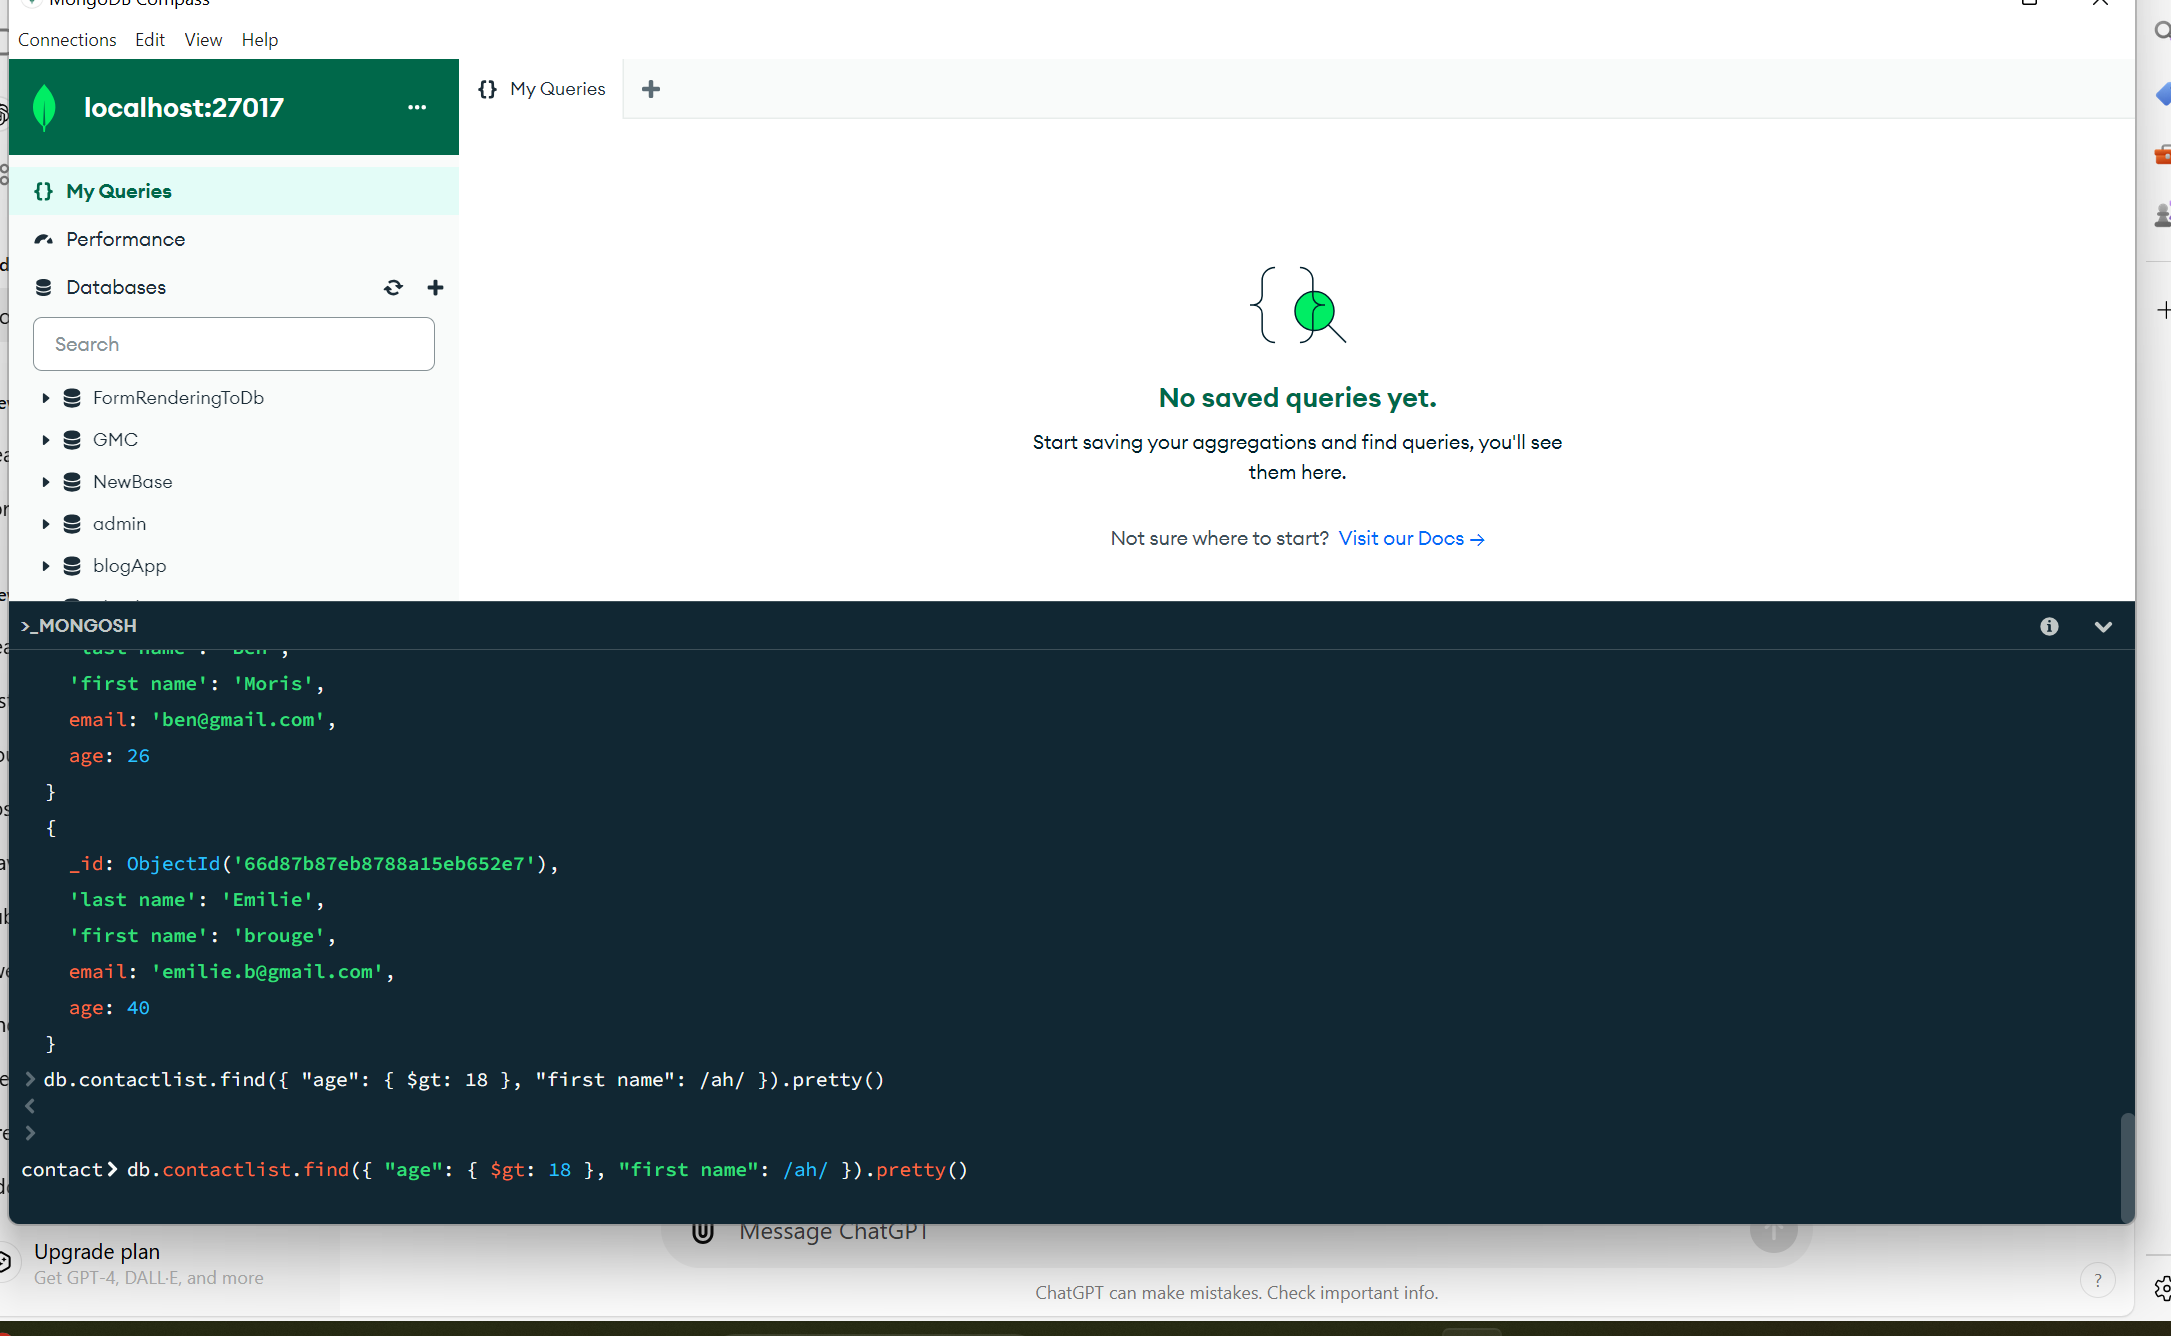 MongoDB Compass
Connections Edit View Help
localhost:27017
{} My Queries
{} My Queries
Performance
Databases
Search
FormRenderingToDb
GMC
NewBase
admin
blogApp
No saved queries yet.
Start saving your aggregations and find queries, you'll see
them here.
Not sure where to start? Visit our Docs →
>_MONGOSH
'last name': 'Ben',
'first name': 'Moris',
email: 'ben@gmail.com',
age: 26
}
{
_id: ObjectId('66d87b87eb8788a15eb652e7'),
'last name': 'Emilie',
'first name': 'brouge',
email: 'emilie.b@gmail.com',
age: 40
}
> db.contactlist.find({ "age": { $gt: 18 }, "first name": /ah/ }).pretty()
<
>
contact> db.contactlist.find({ "age": { $gt: 18 }, "first name": /ah/ }).pretty()
Message ChatGPT
Upgrade plan
Get GPT-4, DALL·E, and more
ChatGPT can make mistakes. Check important info.
?